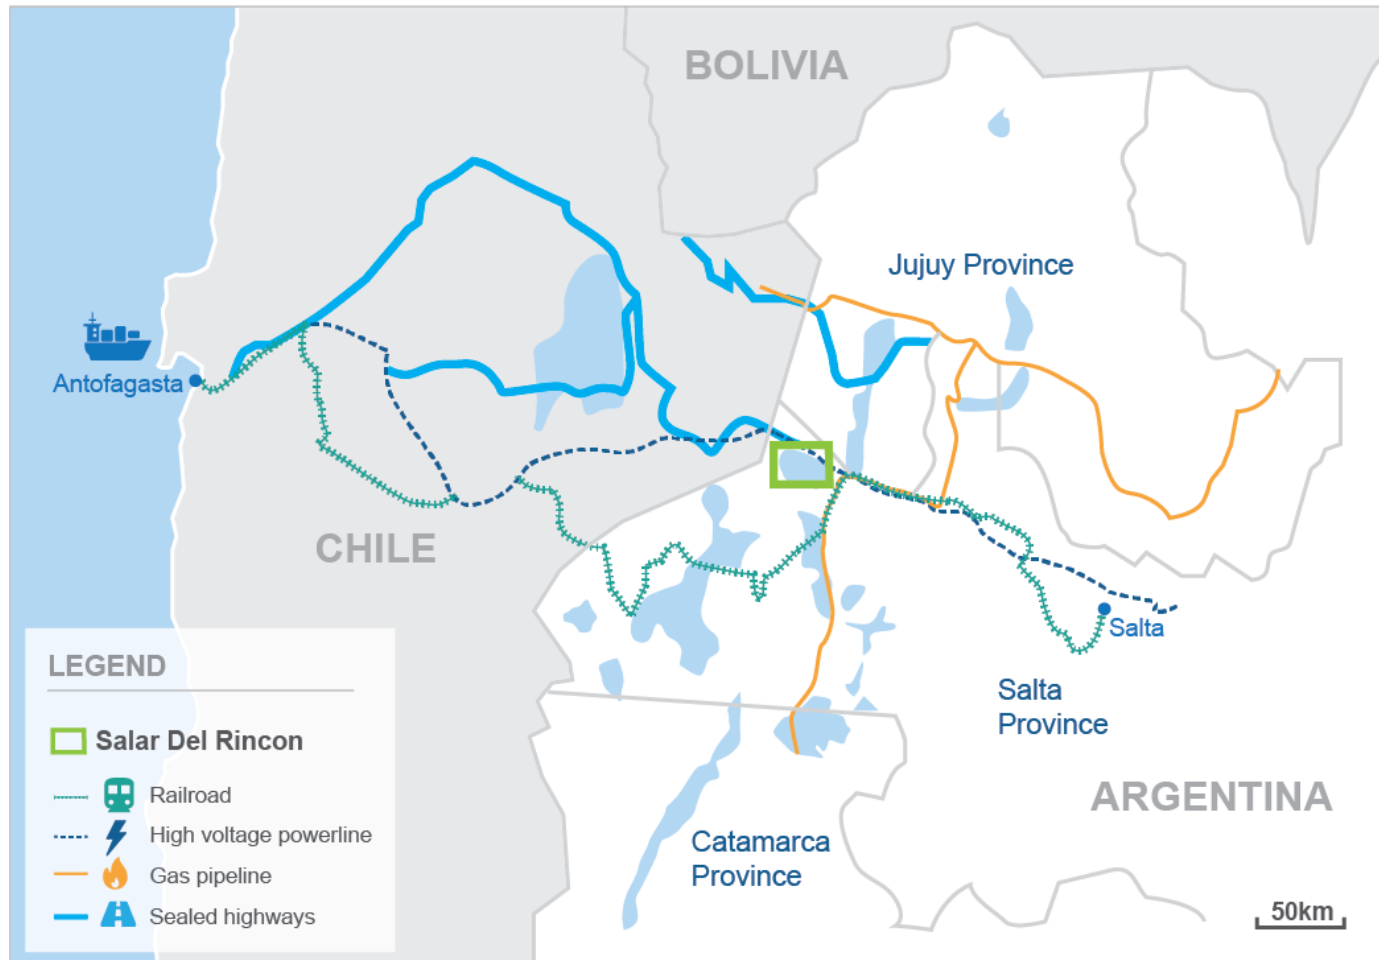 BOLIVIA
Jujuy Province
Antofagasta
CHILE
Salta
Salta
Province
ARGENTINA
Catamarca
Province
50km
LEGEND
Salar Del Rincon
Railroad
High voltage powerline
Gas pipeline
Sealed highways